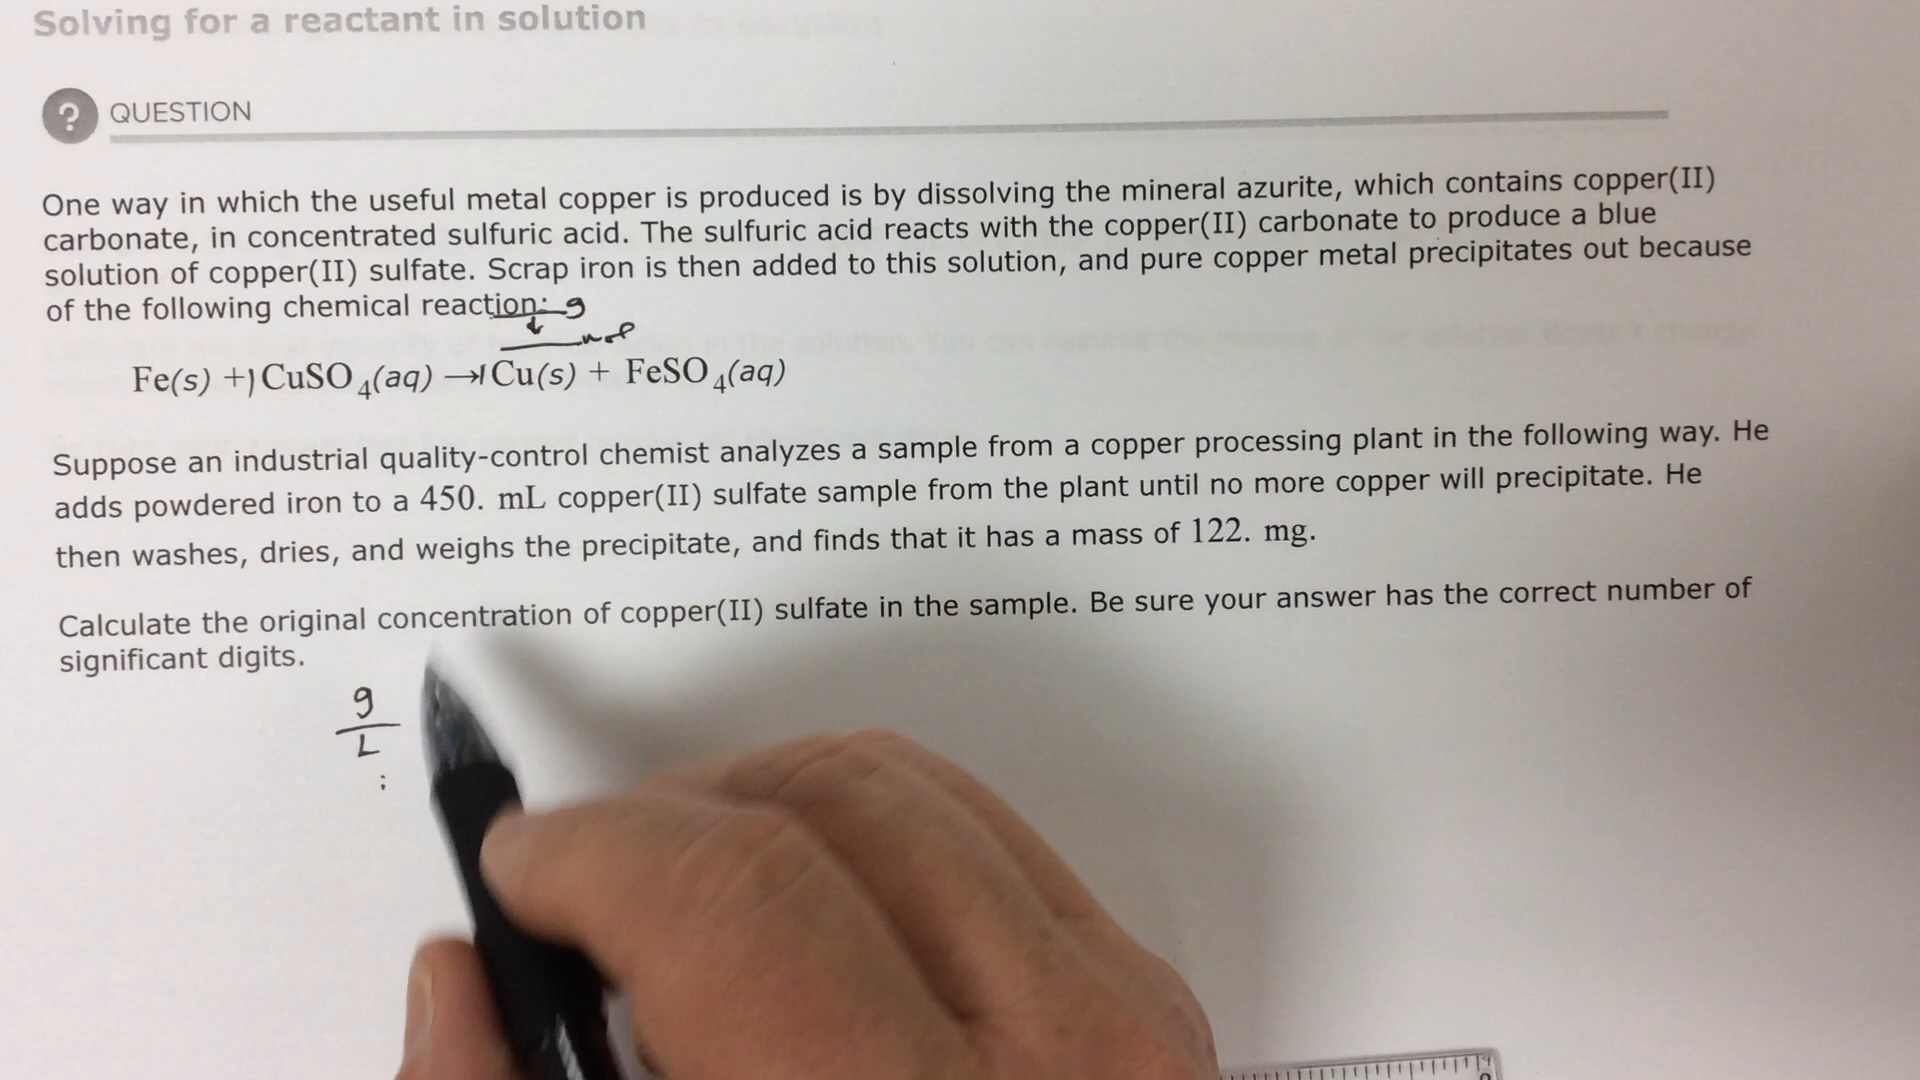 Solving for a reactant in solution
?
QUESTION
One way in which the useful metal copper is produced is by dissolving the mineral azurite, which contains copper(II)
carbonate, in concentrated sulfuric acid. The sulfuric acid reacts with the copper(II) carbonate to produce a blue
solution of copper(II) sulfate. Scrap iron is then added to this solution, and pure copper metal precipitates out because
of the following chemical reaction: g
Fe(s) + 1 CuSO4(aq) → 1 Cu(s) + FeSO4(aq)
Suppose an industrial quality-control chemist analyzes a sample from a copper processing plant in the following way. He
adds powdered iron to a 450. mL copper(II) sulfate sample from the plant until no more copper will precipitate. He
then washes, dries, and weighs the precipitate, and finds that it has a mass of 122. mg.
Calculate the original concentration of copper(II) sulfate in the sample. Be sure your answer has the correct number of
significant digits.
g
L